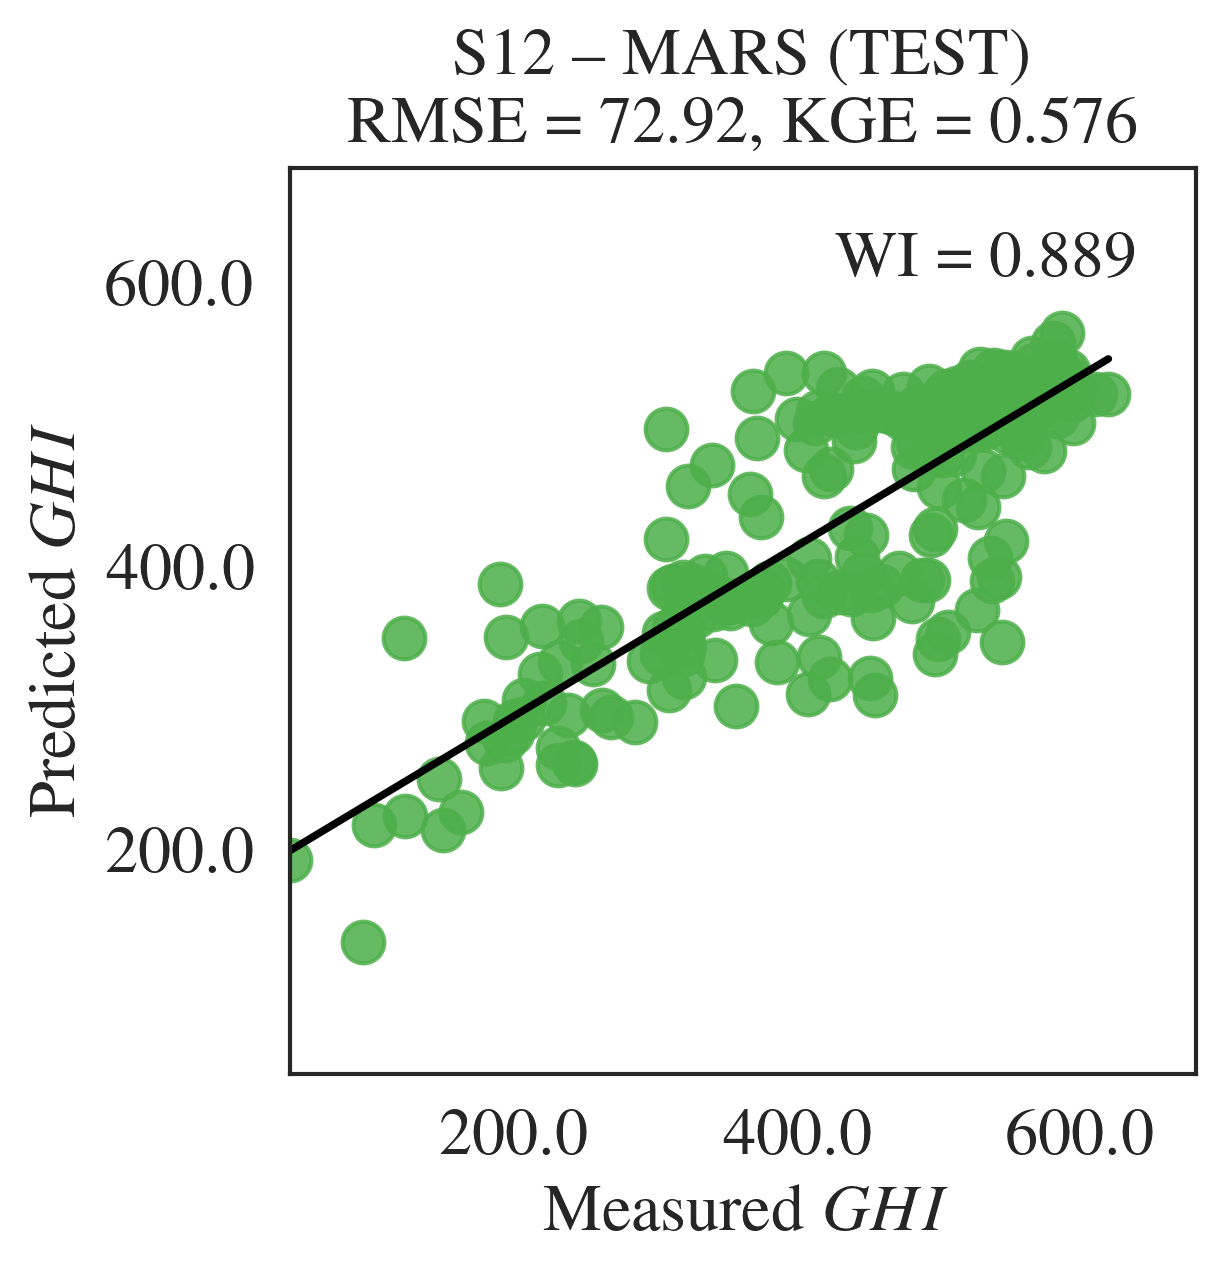 S12 – MARS (TEST)
RMSE = 72.92, KGE = 0.576
WI = 0.889
600.0
400.0
200.0
Predicted GHI
200.0 400.0 600.0
Measured GHI